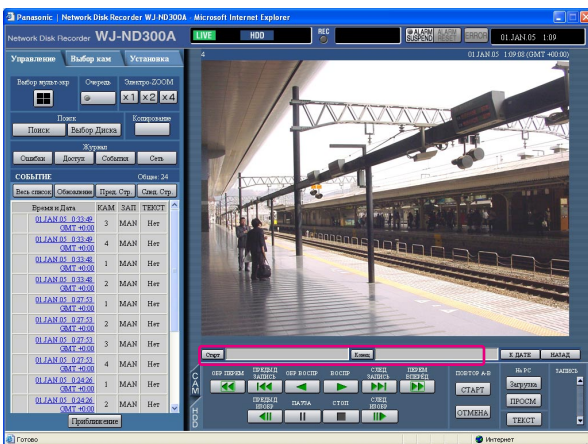 Panasonic | Network Disk Recorder WJ-ND300A - Microsoft Internet Explorer
Network Disk Recorder WJ-ND300A
LIVE HDD REC ALARM SUSPEND ALARM RESET ERROR 01.JAN.05 1:09
Управление Выбор кам Установка
4 01.JAN.05 1:09:08 (GMT +00:00)
Выбор мульт-экр Очередь Электро-ZOOM
x1 x2 x4
Поиск Копирование
Поиск Выбор Диска
Журнал
Ошибки Доступ События Сеть
СОБЫТИЕ Общее: 24
Весь список Обновление Пред. Стр. След. Стр.
Время и Дата КАМ ЗАП ТЕКСТ
01.JAN.05 0:33:49 GMT +0:00 3 MAN Нет
01.JAN.05 0:33:49 GMT +0:00 4 MAN Нет
01.JAN.05 0:33:48 GMT +0:00 1 MAN Нет
01.JAN.05 0:33:48 GMT +0:00 2 MAN Нет
01.JAN.05 0:27:53 GMT +0:00 1 MAN Нет
01.JAN.05 0:27:53 GMT +0:00 2 MAN Нет
01.JAN.05 0:27:53 GMT +0:00 3 MAN Нет
01.JAN.05 0:27:53 GMT +0:00 4 MAN Нет
01.JAN.05 0:24:26 GMT +0:00 1 MAN Нет
01.JAN.05 0:24:26 GMT +0:00 2 MAN Нет
Приближение
Старт Конец К ДАТЕ НАЗАД
CAM
HDD
ОБР ПЕРЕМ ПРЕДЫД ЗАПИСЬ ОБР ВОСПР ВОСПР СЛЕД ЗАПИСЬ ПЕРЕМ ВПЕРЁД
ПРЕДЫД ИЗОБР ПАУЗА СТОП СЛЕД ИЗОБР
ПОВТОР A-B
СТАРТ
ОТМЕНА
На PC
Загрузка
ПРОСМ
ТЕКСТ
ЗАПИСЬ
Готово Интернет